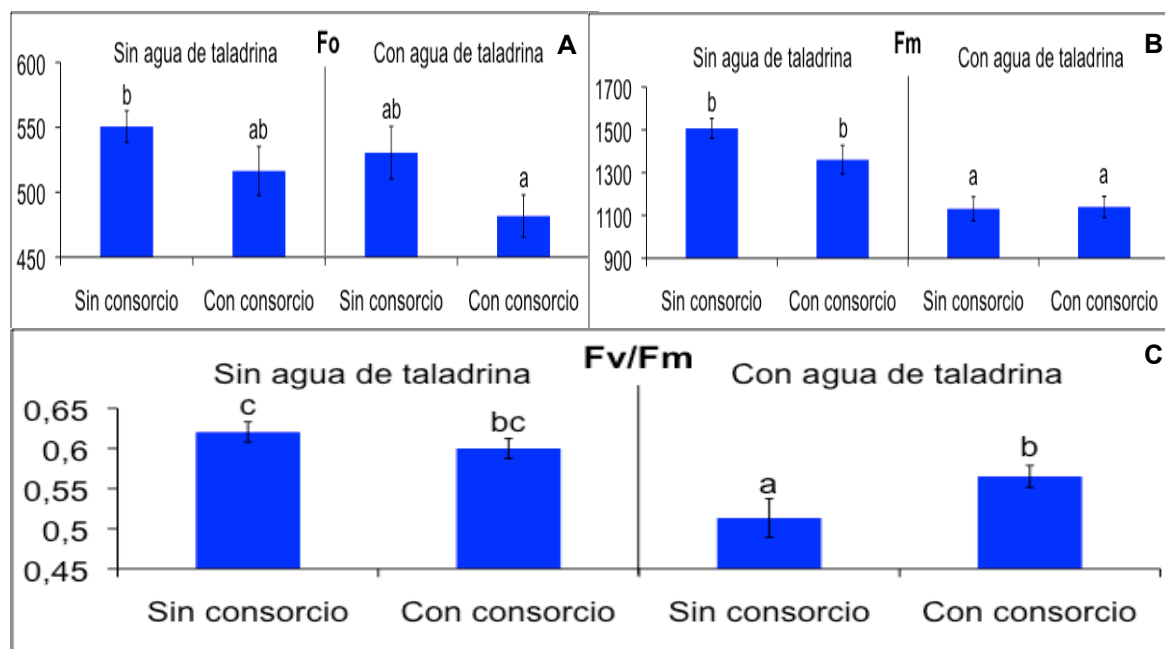 Fo
A
Sin agua de taladrina
Con agua de taladrina
600
550
500
450
b
ab
ab
a
Sin consorcio
Con consorcio
Sin consorcio
Con consorcio
Fm
B
Sin agua de taladrina
Con agua de taladrina
1700
1500
1300
1100
900
b
b
a
a
Sin consorcio
Con consorcio
Sin consorcio
Con consorcio
Fv/Fm
C
Sin agua de taladrina
Con agua de taladrina
0,65
0,6
0,55
0,5
0,45
c
bc
a
b
Sin consorcio
Con consorcio
Sin consorcio
Con consorcio